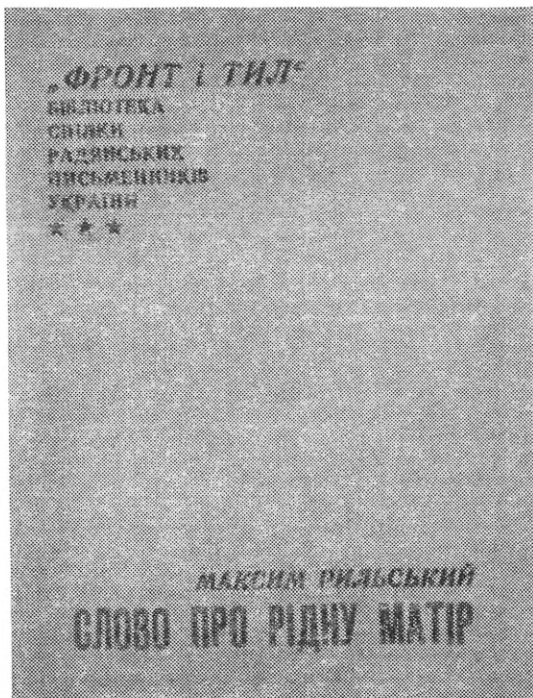 „ФРОНТ і ТИЛ“
БІБЛІОТЕКА
СПІЛКИ
РАДЯНСЬКИХ
ПИСЬМЕННИКІВ
УКРАЇНИ
★ ★ ★
МАКСИМ РИЛЬСЬКИЙ
СЛОВО ПРО РІДНУ МАТІР